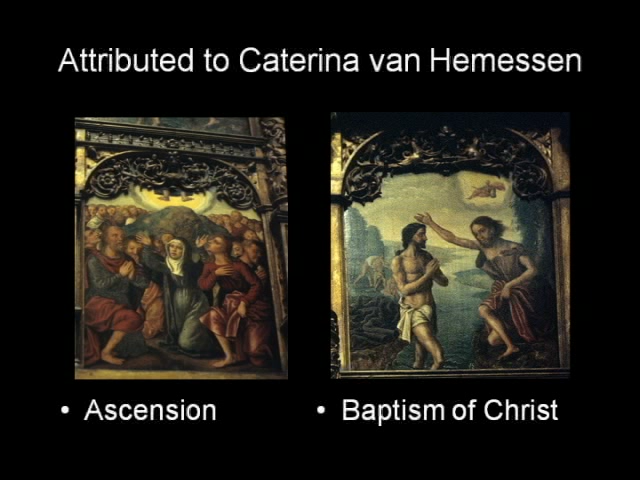 Attributed to Caterina van Hemessen
• Ascension
• Baptism of Christ